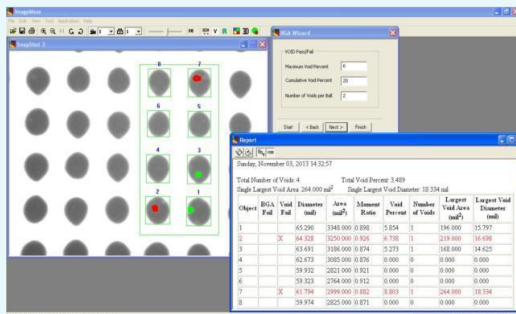 ImageMeas
File Edit View Tool Application Help
SnapShot 2
8 7
6 5
4 3
2 1
BGA Wizard
VOID Pass/Fail
Maximum Void Percent 6
Cumulative Void Percent 20
Number of Voids per Ball 2
Start < Back Next > Finish
Report
Sunday, November 03, 2013 14:32:57
Total Number of Voids: 4 Total Void Percent 3.489
Single Largest Void Area 264.000 mil² Single Largest Void Diameter: 18.334 mil
Object BGA Fail Void Fail Diameter (mil) Area (mil²) Moment Ratio Void Percent Number of Voids Largest Void Area (mil²) Largest Void Diameter (mil)
1 65.290 3348.000 0.898 5.854 1 196.000 15.797
2 X 64.328 3250.000 0.926 6.738 1 219.000 16.698
3 63.691 3186.000 0.874 5.273 1 168.000 14.625
4 62.673 3085.000 0.876 0.000 0 0.000 0.000
5 59.932 2821.000 0.921 0.000 0 0.000 0.000
6 59.323 2764.000 0.912 0.000 0 0.000 0.000
7 X 61.794 2999.000 0.882 8.803 1 264.000 18.334
8 59.974 2825.000 0.871 0.000 0 0.000 0.000